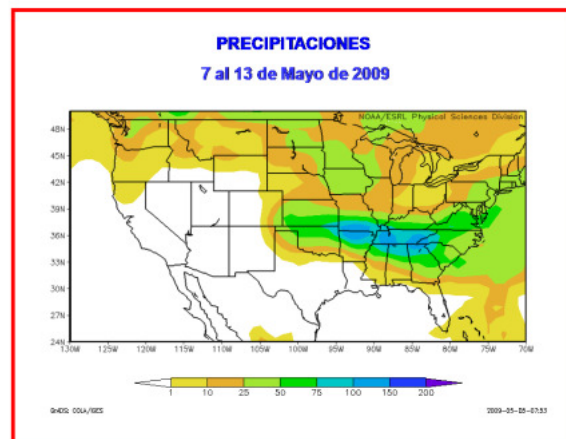 PRECIPITACIONES
7 al 13 de Mayo de 2009
NOAA/ESRL Physical Sciences Division
48N
45N
42N
39N
36N
33N
30N
27N
24N
130W 125W 120W 115W 110W 105W 100W 95W 90W 85W 80W 75W 70W
1 10 25 50 75 100 150 200
GrADS: COLA/IGES
2009-05-05-07:53